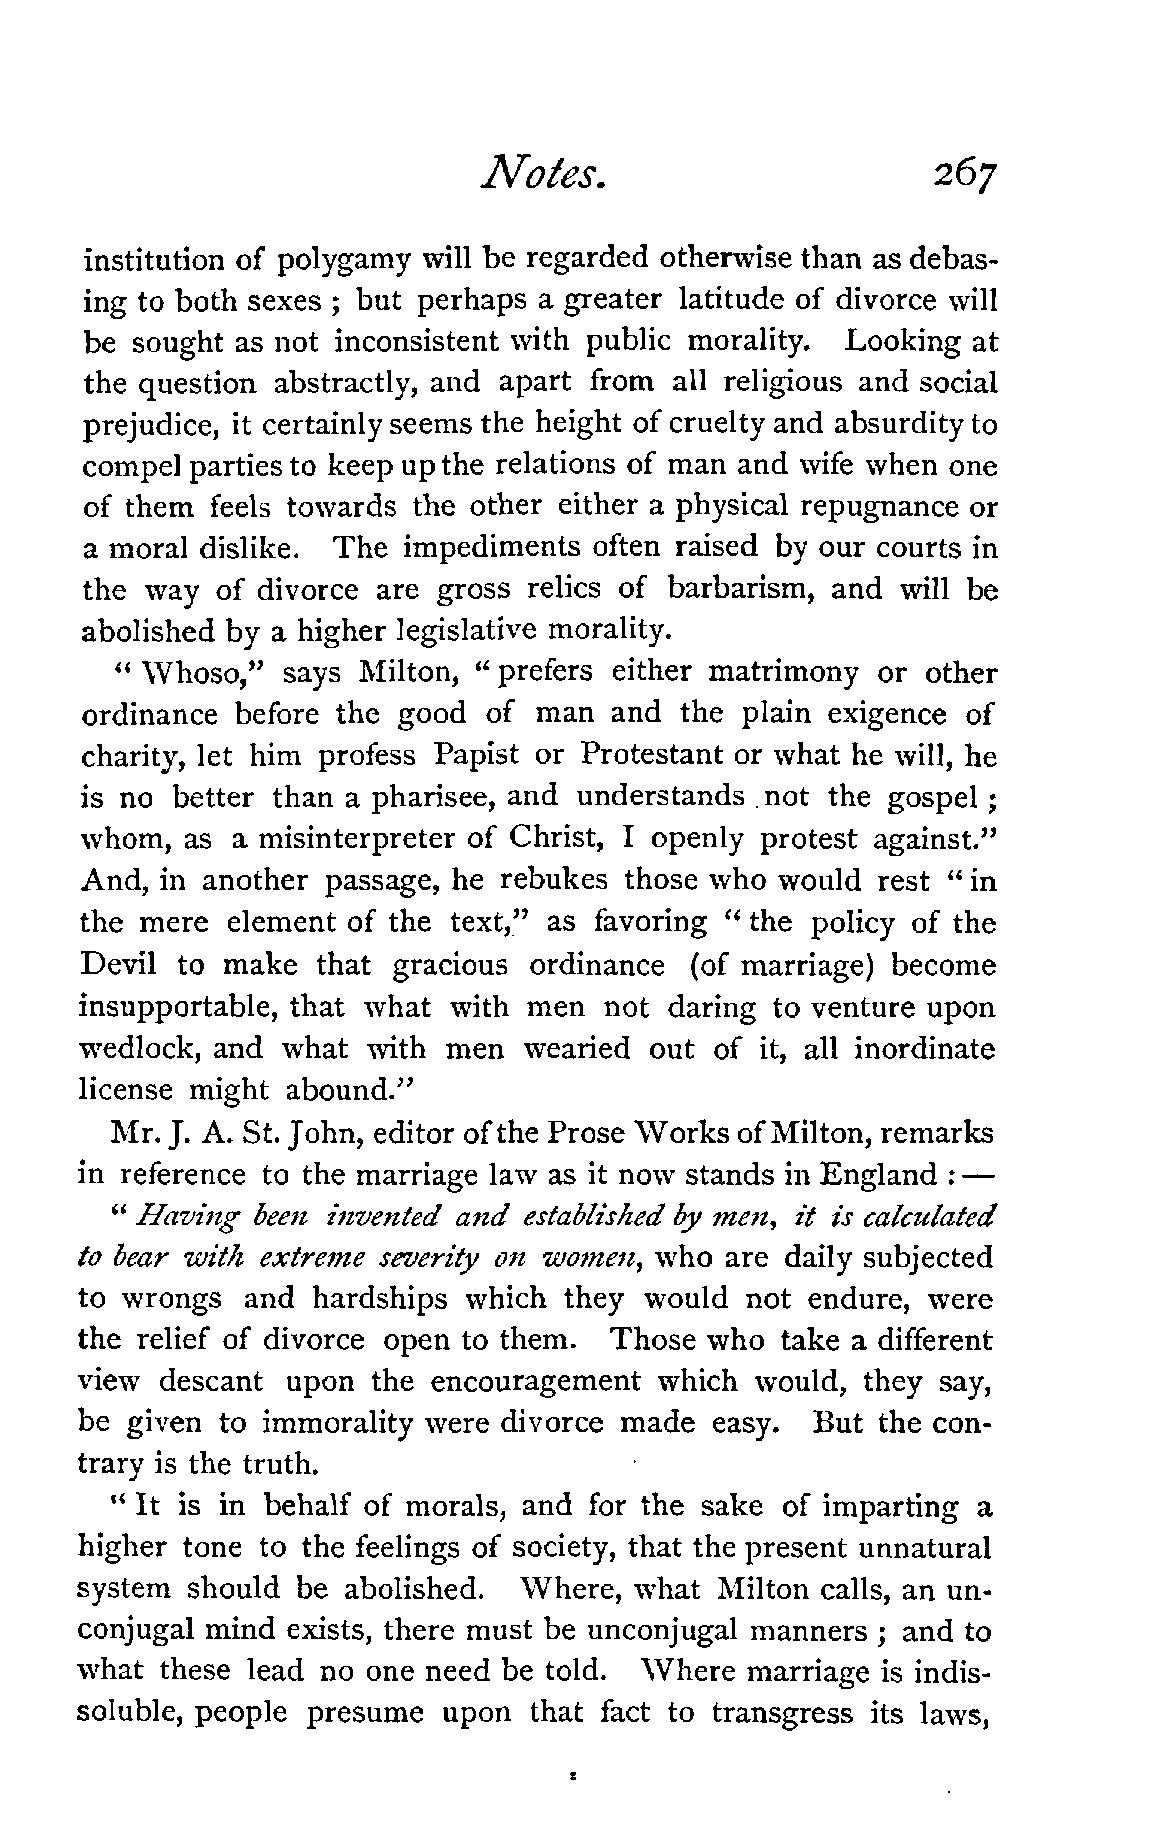 Notes. 267
institution of polygamy will be regarded otherwise than as debas-
ing to both sexes ; but perhaps a greater latitude of divorce will
be sought as not inconsistent with public morality. Looking at
the question abstractly, and apart from all religious and social
prejudice, it certainly seems the height of cruelty and absurdity to
compel parties to keep up the relations of man and wife when one
of them feels towards the other either a physical repugnance or
a moral dislike. The impediments often raised by our courts in
the way of divorce are gross relics of barbarism, and will be
abolished by a higher legislative morality.
" Whoso," says Milton, " prefers either matrimony or other
ordinance before the good of man and the plain exigence of
charity, let him profess Papist or Protestant or what he will, he
is no better than a pharisee, and understands not the gospel ;
whom, as a misinterpreter of Christ, I openly protest against."
And, in another passage, he rebukes those who would rest " in
the mere element of the text," as favoring " the policy of the
Devil to make that gracious ordinance (of marriage) become
insupportable, that what with men not daring to venture upon
wedlock, and what with men wearied out of it, all inordinate
license might abound."
Mr. J. A. St. John, editor of the Prose Works of Milton, remarks
in reference to the marriage law as it now stands in England : —
" Having been invented and established by men, it is calculated
to bear with extreme severity on women, who are daily subjected
to wrongs and hardships which they would not endure, were
the relief of divorce open to them. Those who take a different
view descant upon the encouragement which would, they say,
be given to immorality were divorce made easy. But the con-
trary is the truth.
" It is in behalf of morals, and for the sake of imparting a
higher tone to the feelings of society, that the present unnatural
system should be abolished. Where, what Milton calls, an un-
conjugal mind exists, there must be unconjugal manners ; and to
what these lead no one need be told. Where marriage is indis-
soluble, people presume upon that fact to transgress its laws,